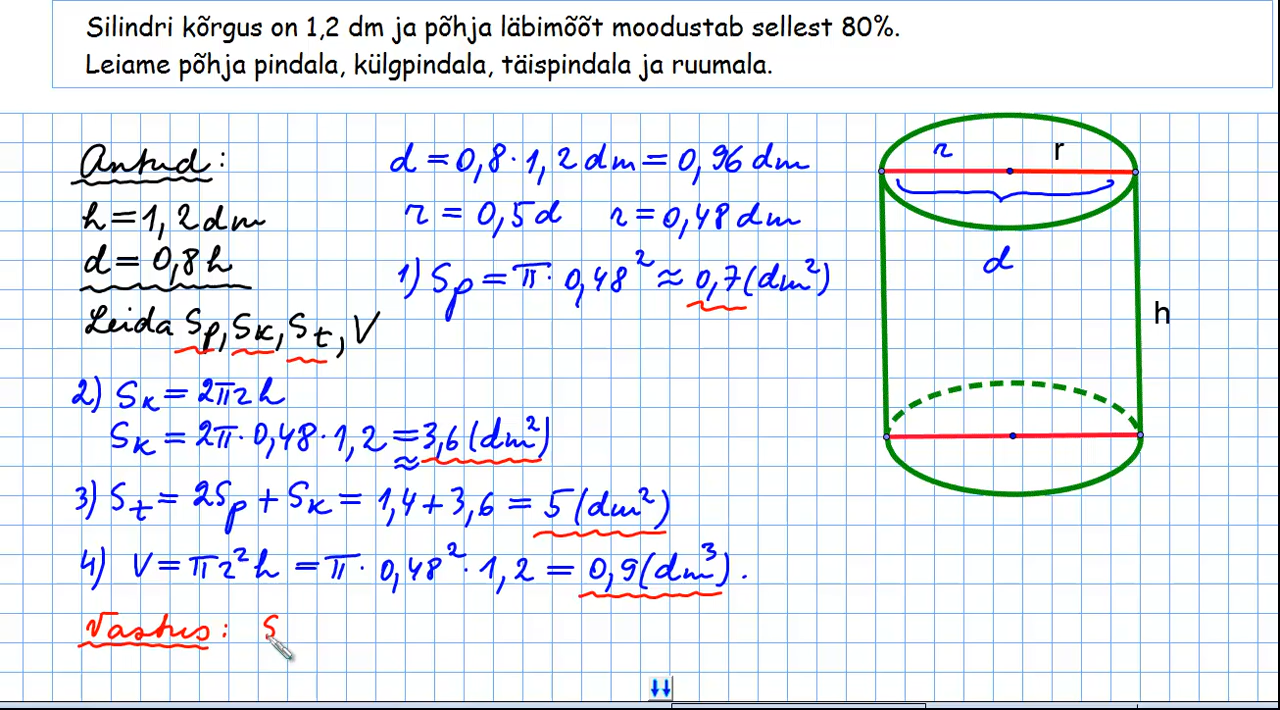 Silindri kõrgus on 1,2 dm ja põhja läbimõõt moodustab sellest 80%.
Leiame põhja pindala, külgpindala, täispindala ja ruumala.
Antud:
h = 1,2 dm
d = 0,8 h
Leida Sp, Sk, St, V
d = 0,8 · 1,2 dm = 0,96 dm
r = 0,5 d r = 0,48 dm
1) Sp = π · 0,48² ≈ 0,7 (dm²)
2) Sk = 2πrh
Sk = 2π · 0,48 · 1,2 = ≈ 3,6 (dm²)
3) St = 2Sp + Sk = 1,4 + 3,6 = 5 (dm²)
4) V = πr²h = π · 0,48² · 1,2 = 0,9 (dm³).
Vastus: S
r r
d
h